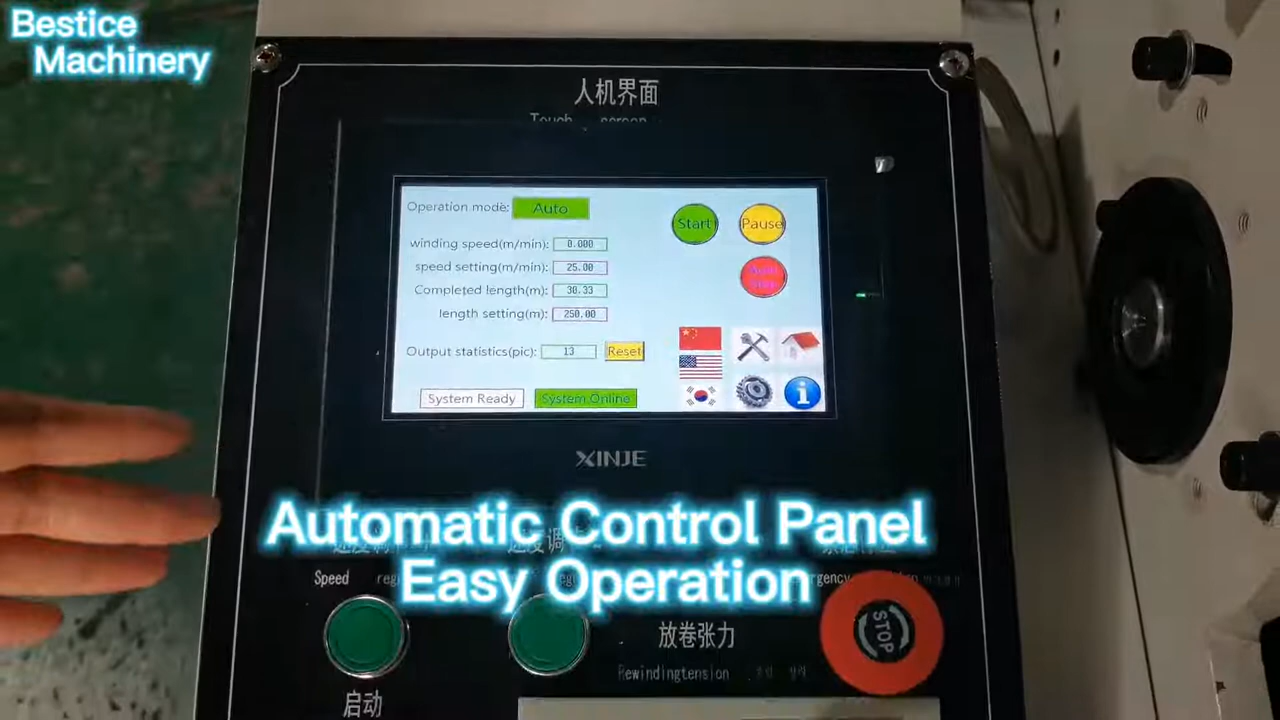 Bestice
Machinery
人机界面
Touch screen
Operation mode: Auto
Start
Pause
winding speed(m/min): 0.000
speed setting(m/min): 25.00
Completed length(m): 30.33
length setting(m): 250.00
Output statistics(pic): 13 Reset
System Ready System Online
i
XINJE
Automatic Control Panel
Easy Operation
Speed
STOP
放卷张力
Rewindingtension
启动